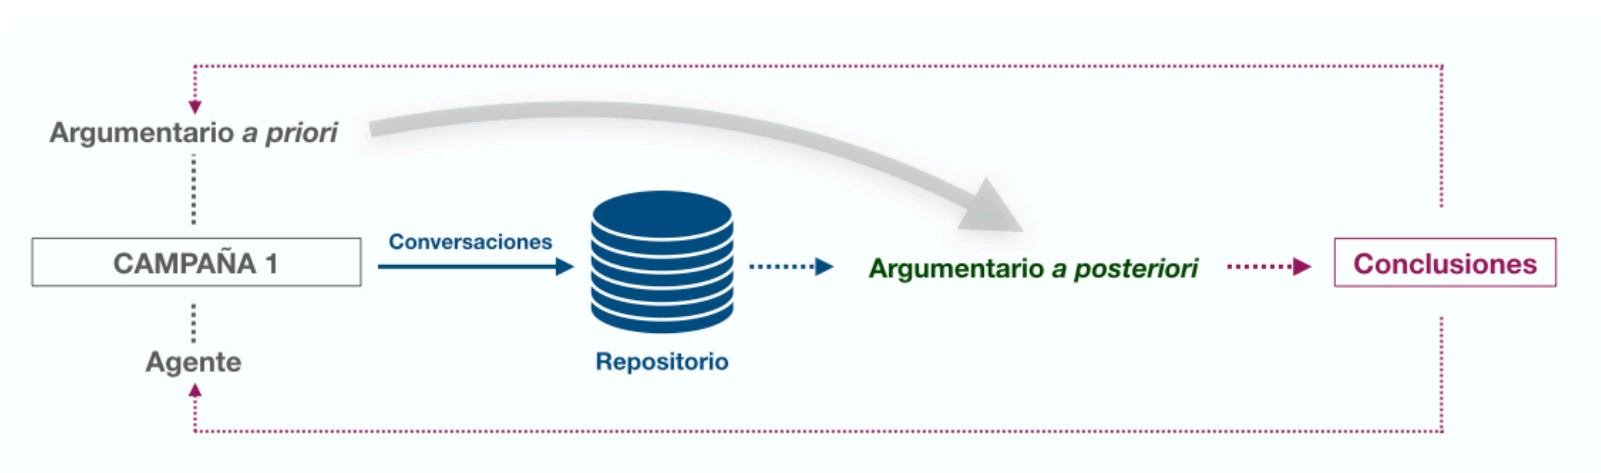 Argumentario a priori
CAMPAÑA 1
Conversaciones
Argumentario a posteriori
Conclusiones
Agente
Repositorio